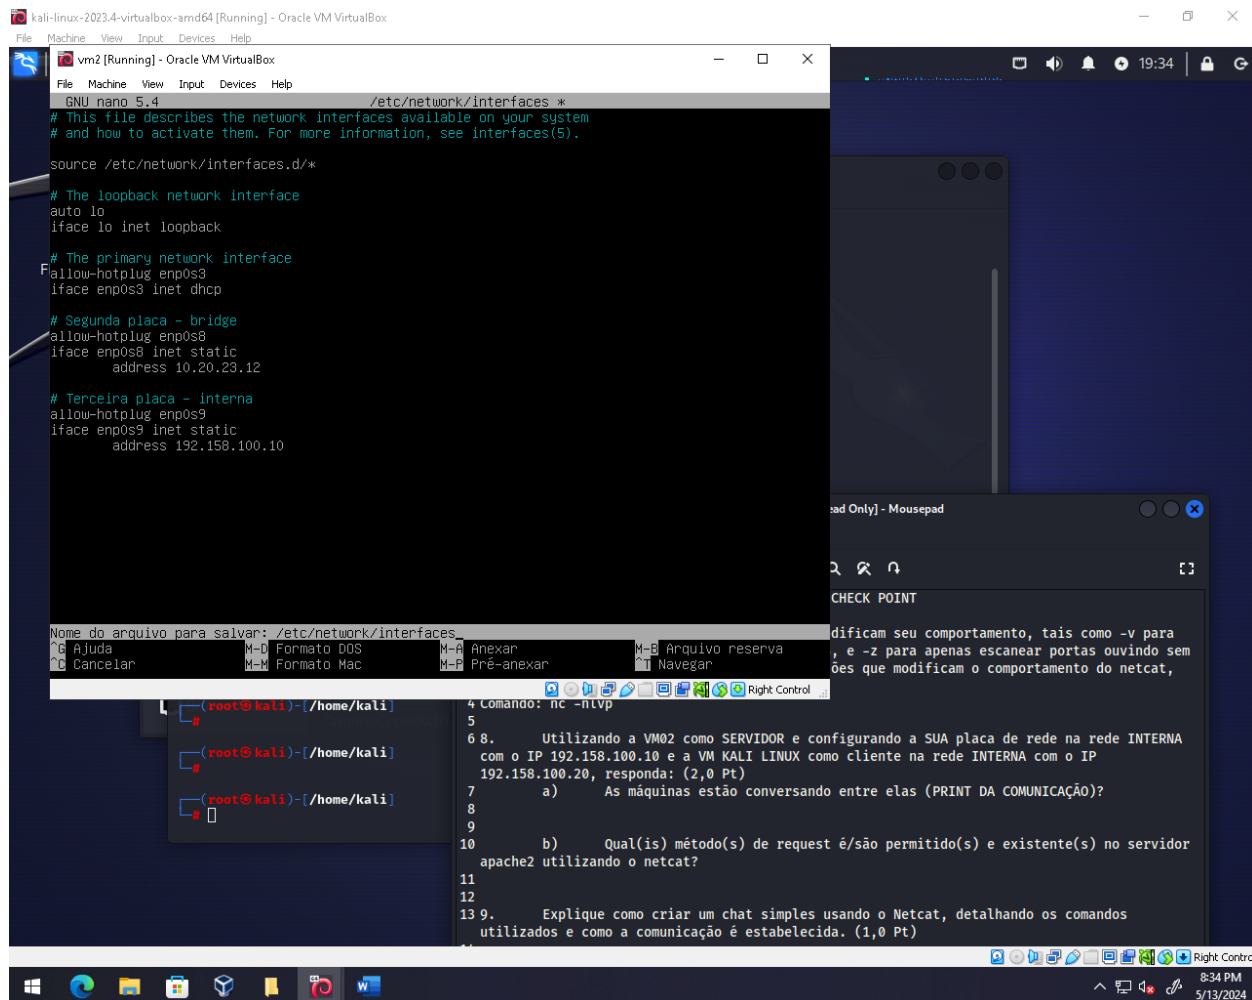 kali-linux-2023.4-virtualbox-amd64 [Running] - Oracle VM VirtualBox
File Machine View Input Devices Help
19:34
vm2 [Running] - Oracle VM VirtualBox
File Machine View Input Devices Help
GNU nano 5.4 /etc/network/interfaces *
# This file describes the network interfaces available on your system
# and how to activate them. For more information, see interfaces(5).
source /etc/network/interfaces.d/*
# The loopback network interface
auto lo
iface lo inet loopback
# The primary network interface
allow-hotplug enp0s3
iface enp0s3 inet dhcp
# Segunda placa - bridge
allow-hotplug enp0s8
iface enp0s8 inet static
address 10.20.23.12
# Terceira placa - interna
allow-hotplug enp0s9
iface enp0s9 inet static
address 192.158.100.10
Nome do arquivo para salvar: /etc/network/interfaces
^G Ajuda M-D Formato DOS M-A Anexar M-B Arquivo reserva
^C Cancelar M-M Formato Mac M-P Pré-anexar ^T Navegar
Right Control
F
(root㉿kali)-[/home/kali]
#
(root㉿kali)-[/home/kali]
#
(root㉿kali)-[/home/kali]
#
ead Only] - Mousepad
CHECK POINT
dificam seu comportamento, tais como -v para
, e -z para apenas escanear portas ouvindo sem
ões que modificam o comportamento do netcat,
4 Comando: nc -nlvp
5
6 8. Utilizando a VM02 como SERVIDOR e configurando a SUA placa de rede na rede INTERNA
com o IP 192.158.100.10 e a VM KALI LINUX como cliente na rede INTERNA com o IP
192.158.100.20, responda: (2,0 Pt)
7 a) As máquinas estão conversando entre elas (PRINT DA COMUNICAÇÃO)?
8
9
10 b) Qual(is) método(s) de request é/são permitido(s) e existente(s) no servidor
apache2 utilizando o netcat?
11
12
13 9. Explique como criar um chat simples usando o Netcat, detalhando os comandos
utilizados e como a comunicação é estabelecida. (1,0 Pt)
Right Contro
W
8:34 PM
5/13/2024